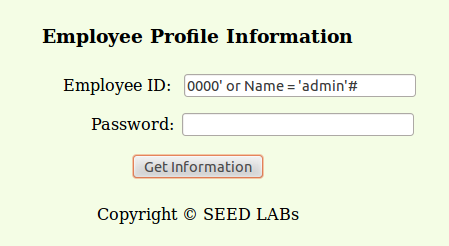 Employee Profile Information
Employee ID: 0000' or Name = 'admin'#
Password:
Get Information
Copyright © SEED LABs